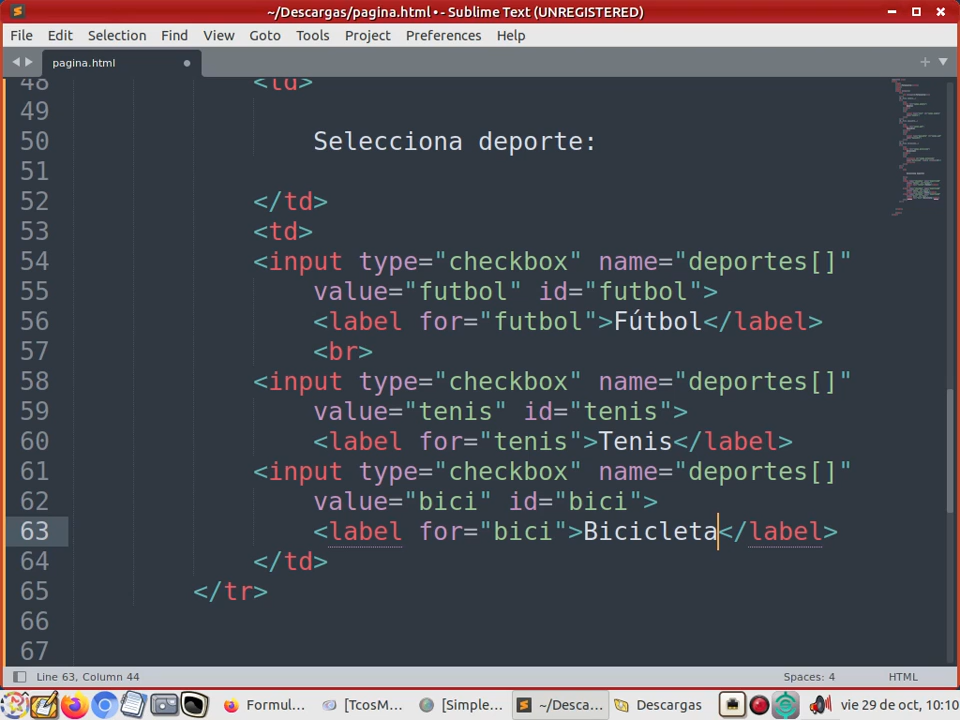 ~/Descargas/pagina.html • - Sublime Text (UNREGISTERED)
File Edit Selection Find View Goto Tools Project Preferences Help
pagina.html
48 <td>
49
50 Selecciona deporte:
51
52 </td>
53 <td>
54 <input type="checkbox" name="deportes[]"
55 value="futbol" id="futbol">
56 <label for="futbol">Fútbol</label>
57 <br>
58 <input type="checkbox" name="deportes[]"
59 value="tenis" id="tenis">
60 <label for="tenis">Tenis</label>
61 <input type="checkbox" name="deportes[]"
62 value="bici" id="bici">
63 <label for="bici">Bicicleta</label>
64 </td>
65 </tr>
66
67
Line 63, Column 44 Spaces: 4 HTML
Formul... [TcosM... [Simple... ~/Desca... Descargas vie 29 de oct, 10:10